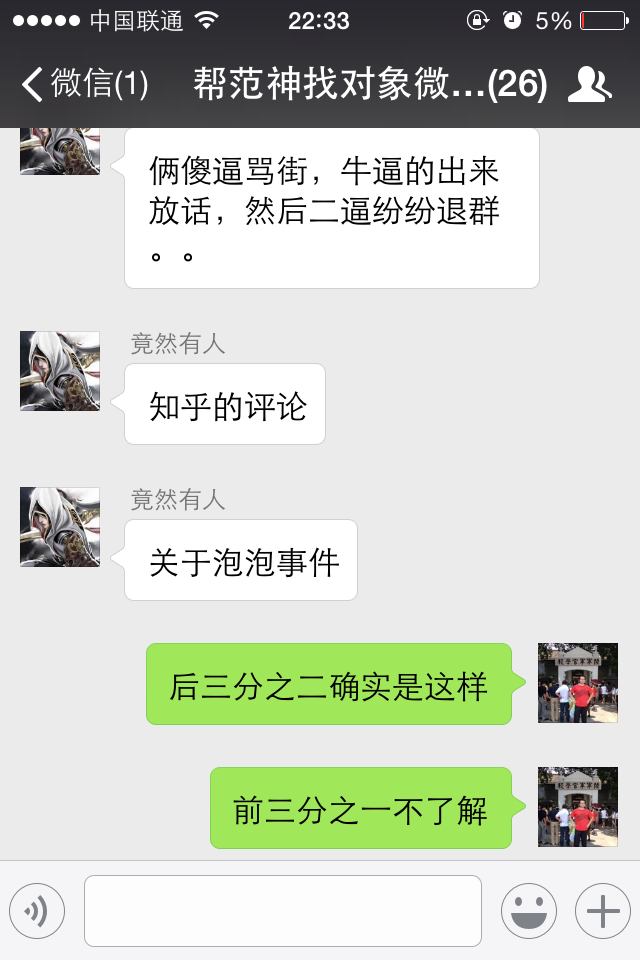 中国联通 22:33 5%
微信(1) 帮范神找对象微...(26)
俩傻逼骂街，牛逼的出来
放话，然后二逼纷纷退群
。。
竟然有人
知乎的评论
竟然有人
关于泡泡事件
后三分之二确实是这样
前三分之一不了解